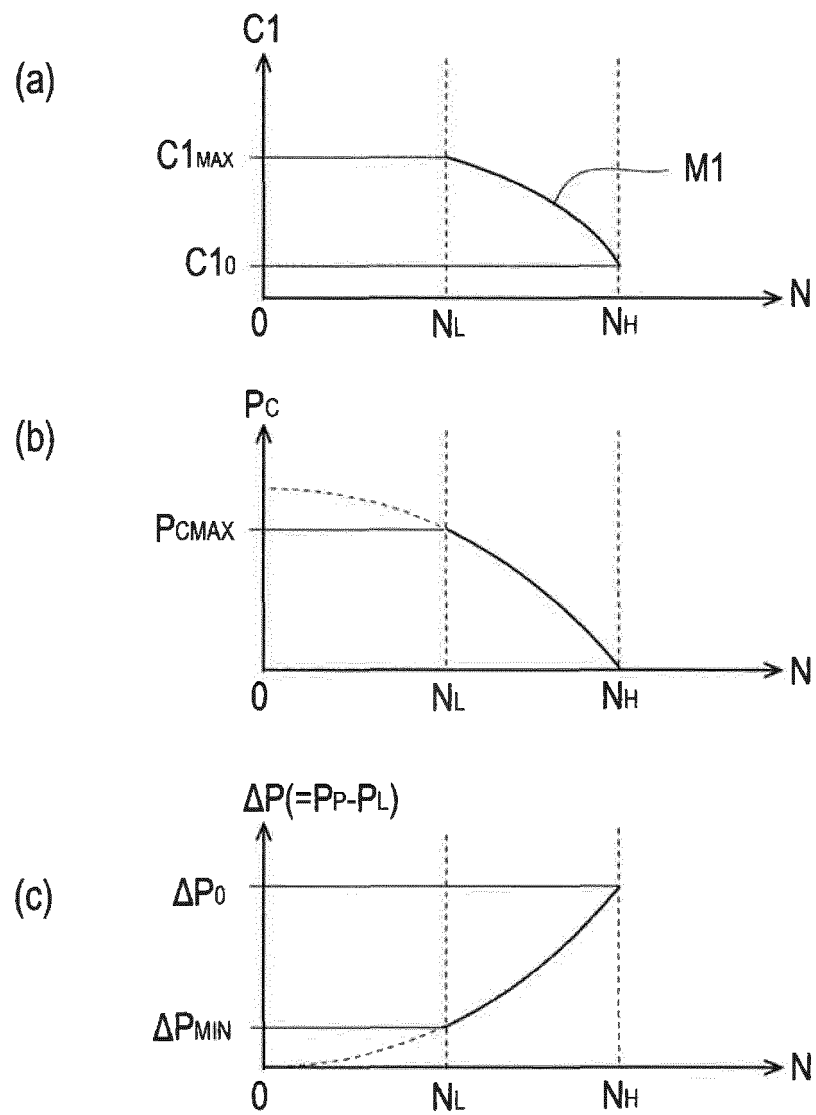 (a)
C1
C1MAX
M1
C10
0 NL NH N
(b)
PC
PCMAX
0 NL NH N
(c)
ΔP(=PP-PL)
ΔP0
ΔPMIN
0 NL NH N